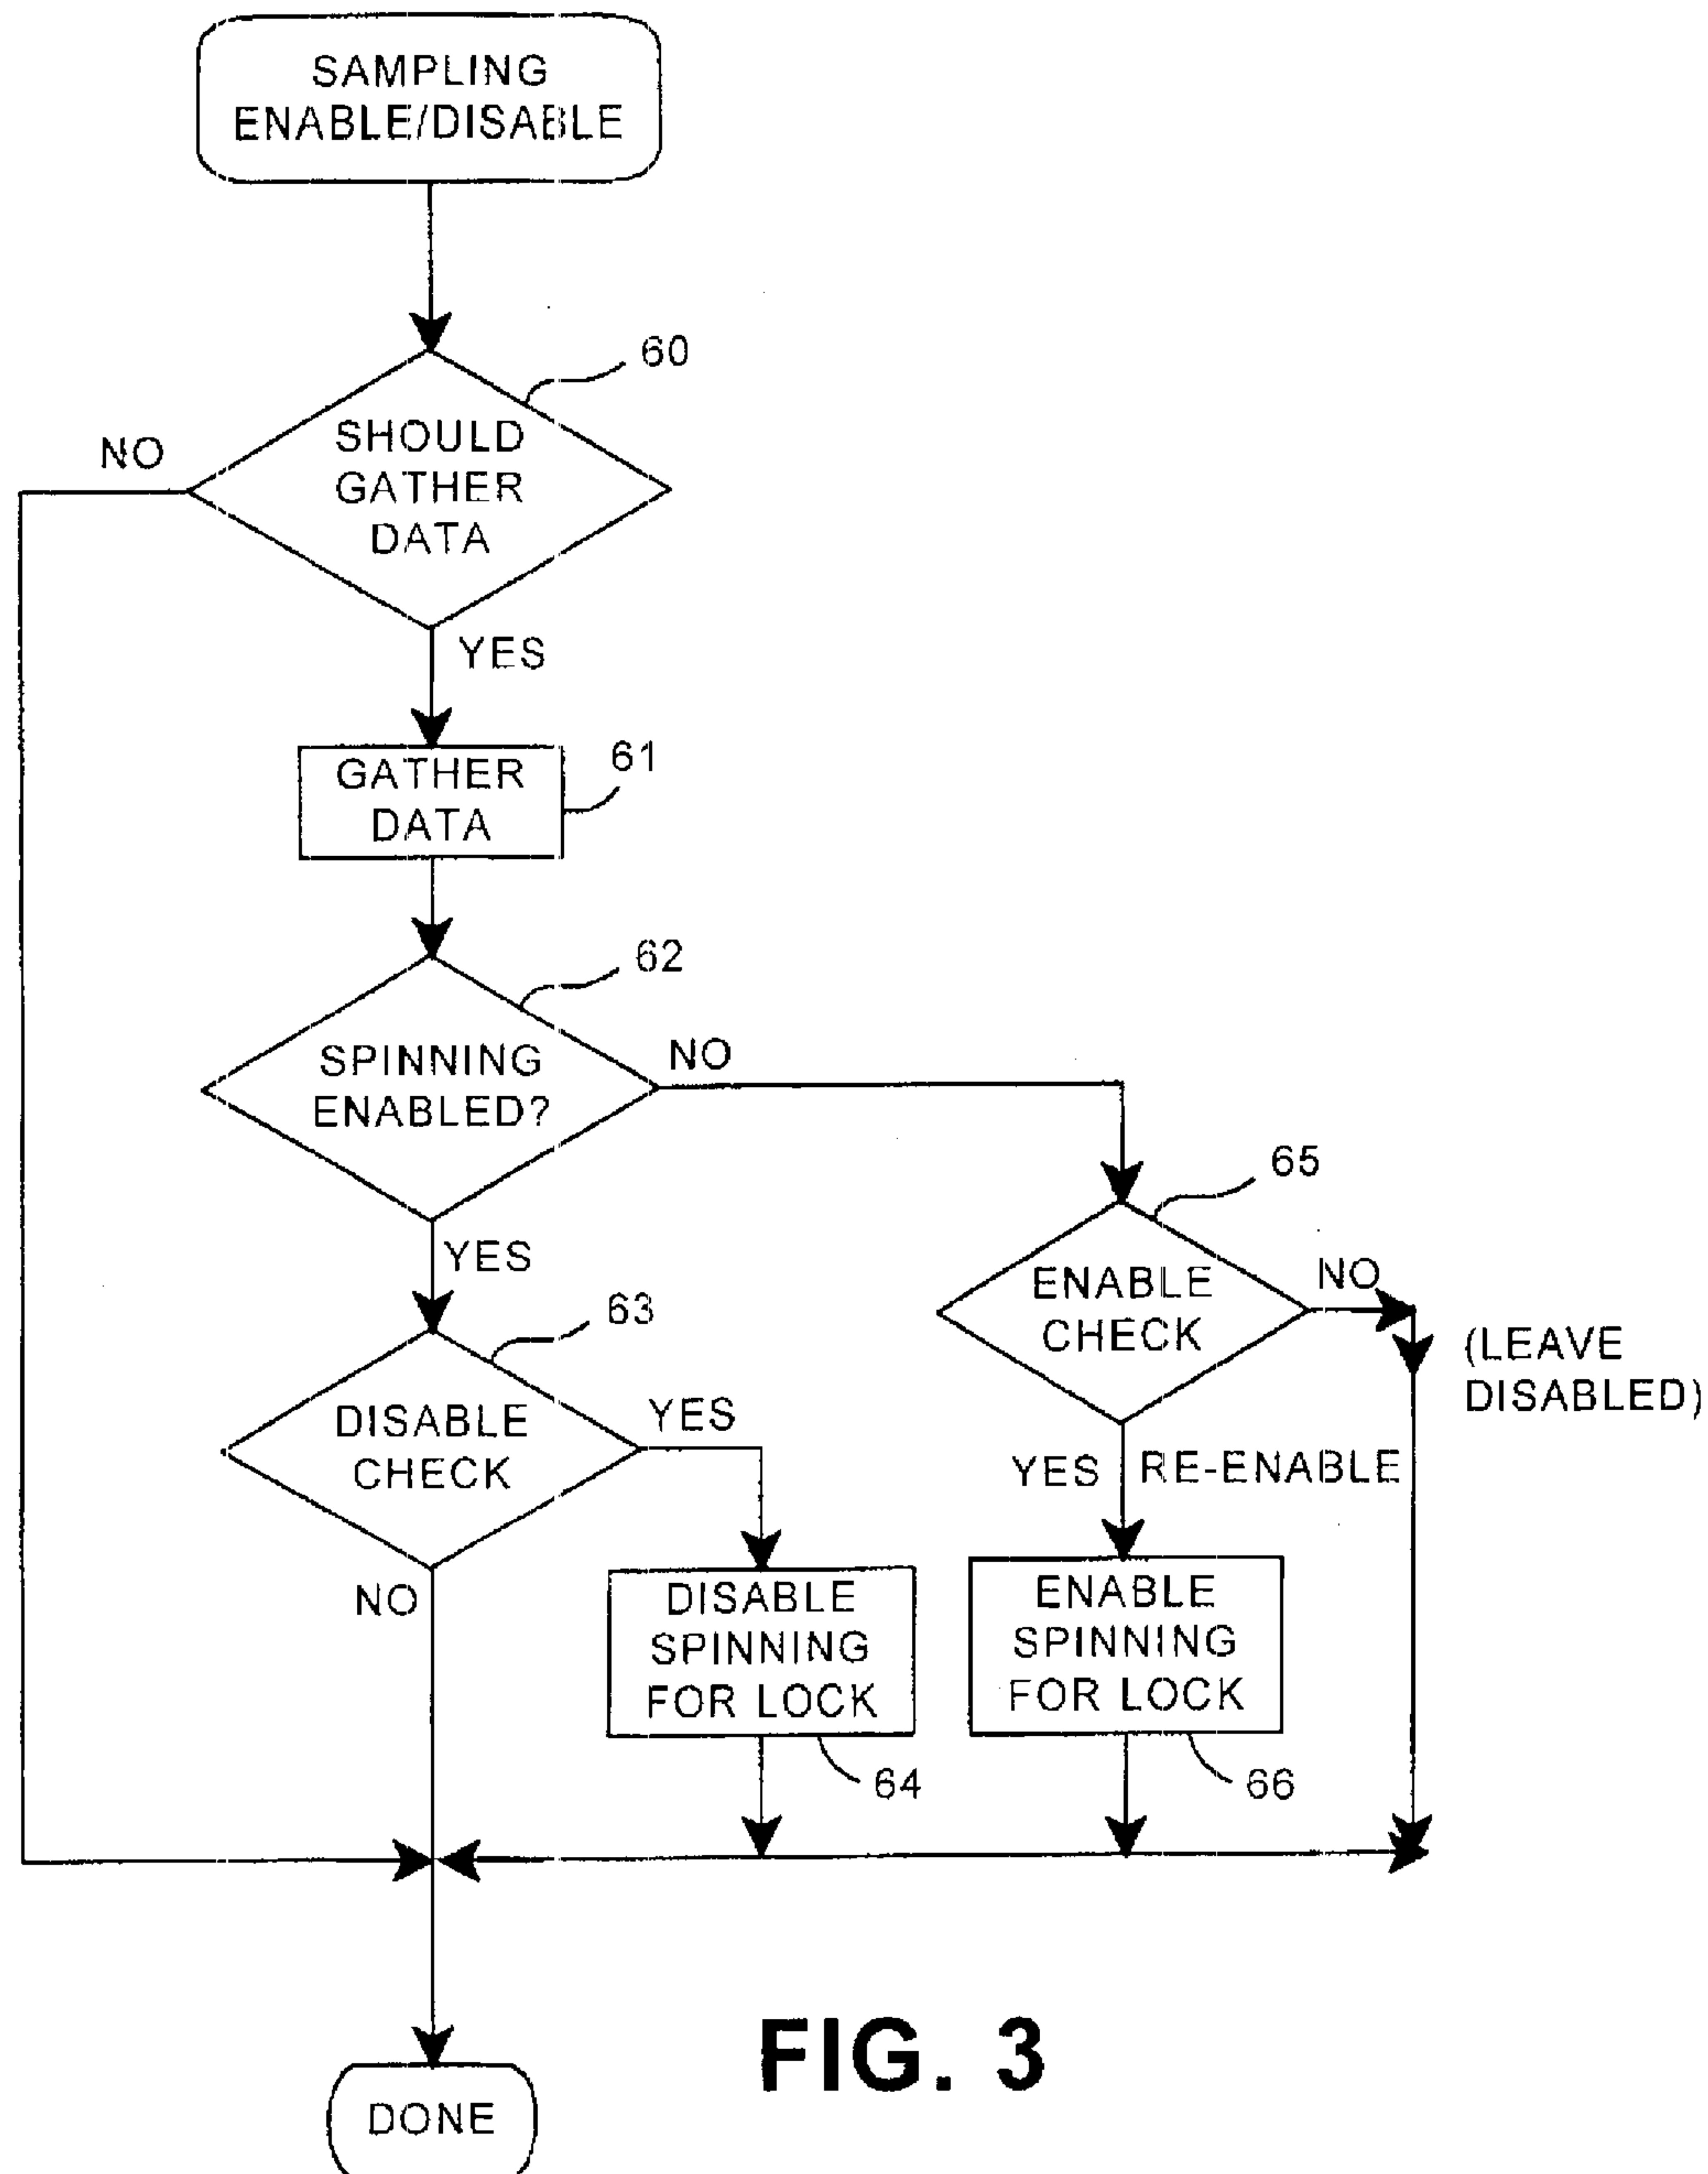 SAMPLING
ENABLE/DISABLE
60
SHOULD
GATHER
DATA
NO
YES
61
GATHER
DATA
62
SPINNING
ENABLED?
NO
YES
65
ENABLE
CHECK
NO
(LEAVE
DISABLED)
63
DISABLE
CHECK
YES
YES
RE-ENABLE
NO
DISABLE
SPINNING
FOR LOCK
64
ENABLE
SPINNING
FOR LOCK
66
DONE
FIG. 3